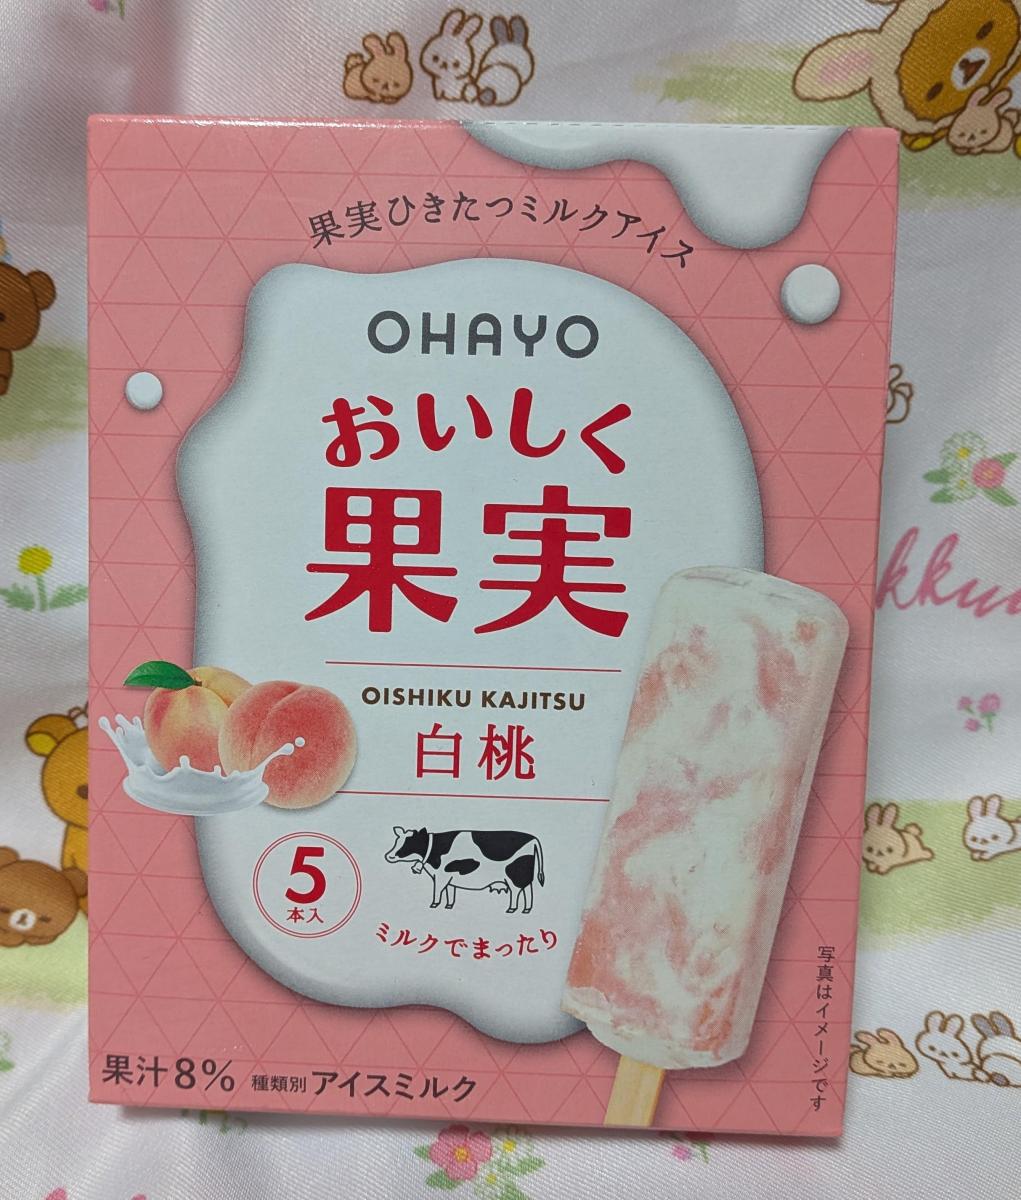 果実ひきたつミルクアイス
OHAYO
おいしく
果実
OISHIKU KAJITSU
白桃
5
本入
ミルクでまったり
果汁8% 種類別 アイスミルク
写真はイメージです
kku